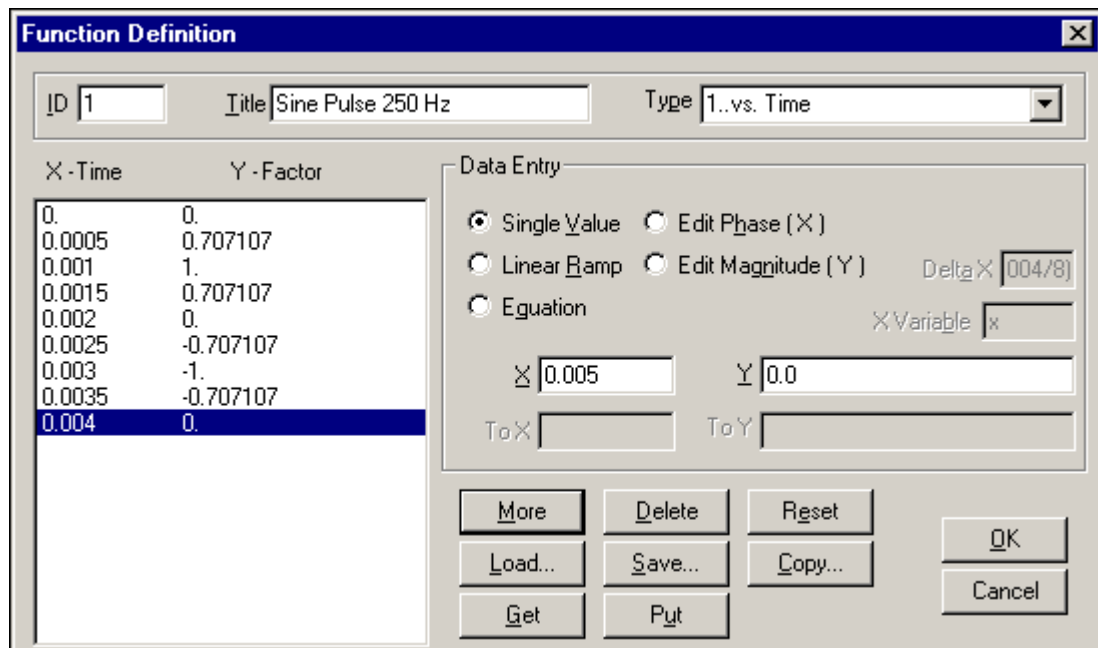 Function Definition
ID 1 Title Sine Pulse 250 Hz Type 1..vs. Time
X - Time Y - Factor
0. 0.
0.0005 0.707107
0.001 1.
0.0015 0.707107
0.002 0.
0.0025 -0.707107
0.003 -1.
0.0035 -0.707107
0.004 0.
Data Entry
Single Value Edit Phase ( X )
Linear Ramp Edit Magnitude ( Y ) Delta X 004/8)
Equation
X Variable x
X 0.005 Y 0.0
To X To Y
More Delete Reset
Load... Save... Copy...
Get Put
OK
Cancel